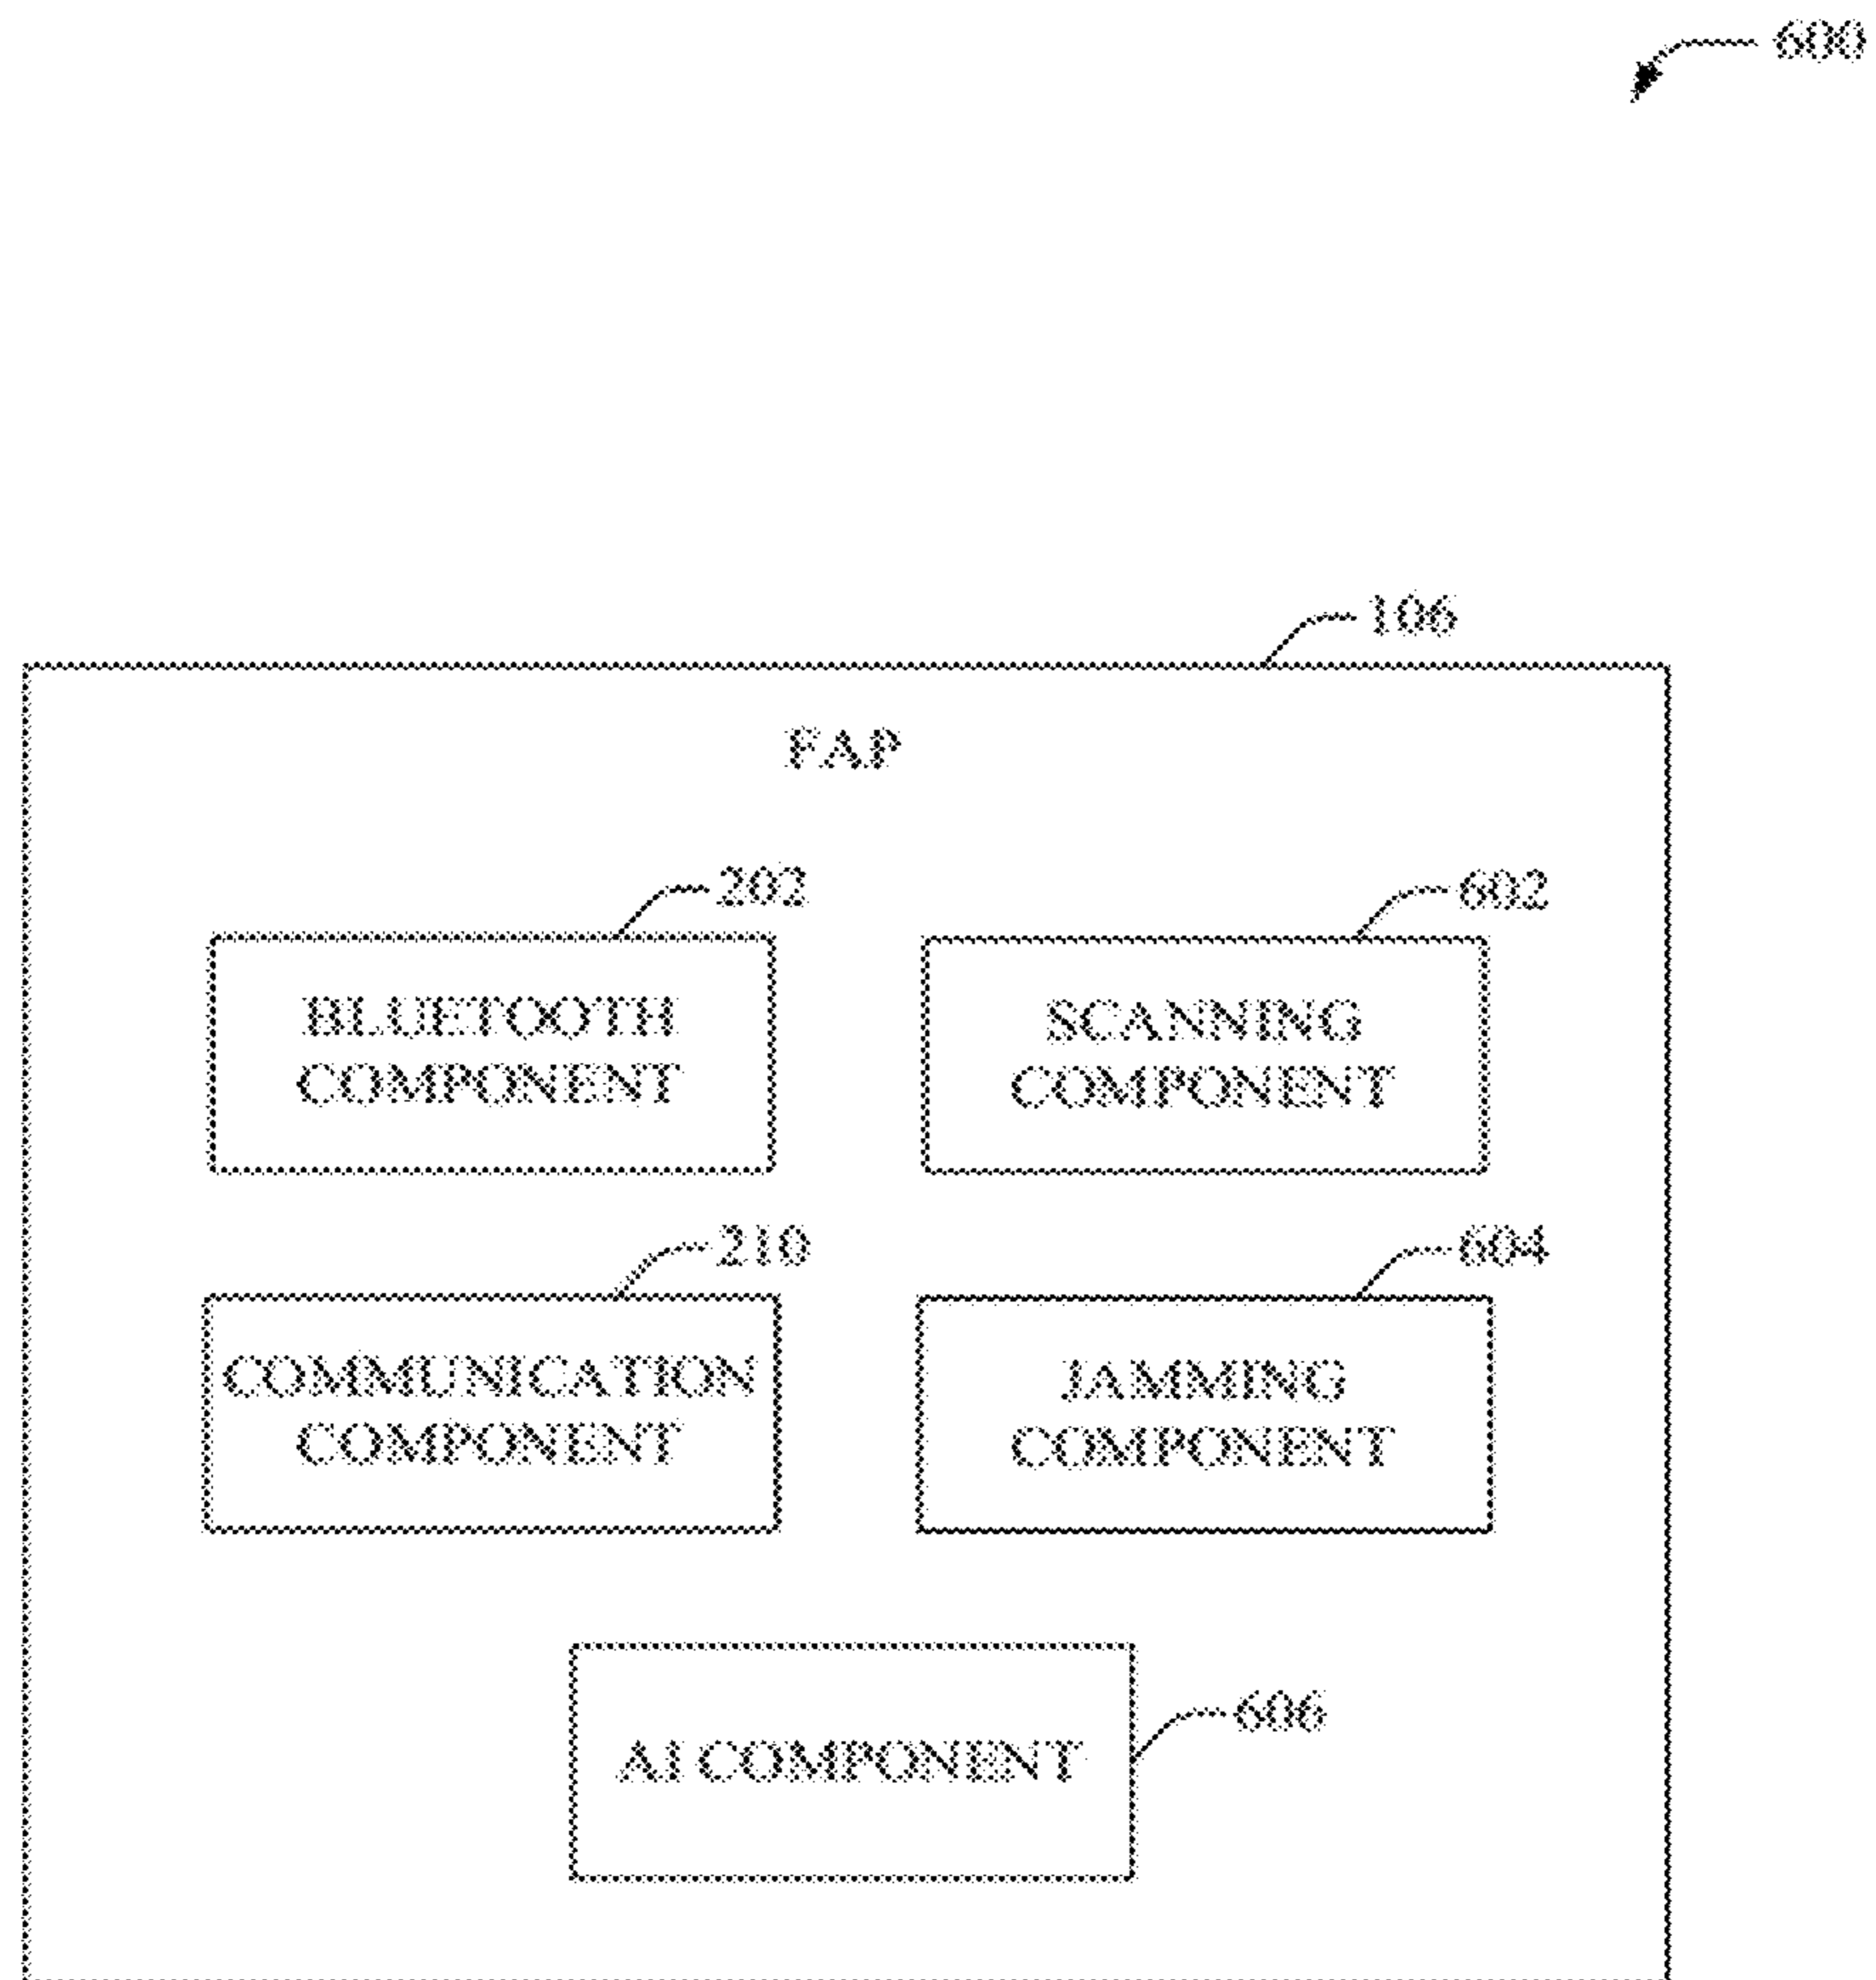 600
106
FAP
202
602
BLUETOOTH
COMPONENT
SCANNING
COMPONENT
210
604
COMMUNICATION
COMPONENT
JAMMING
COMPONENT
606
AI COMPONENT